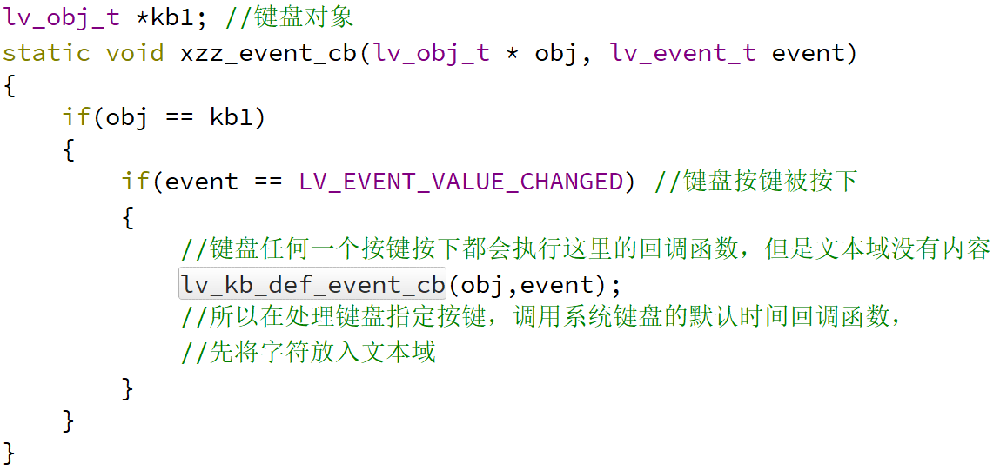 lv_obj_t *kb1; //键盘对象
static void xzz_event_cb(lv_obj_t * obj, lv_event_t event)
{
    if(obj == kb1)
    {
        if(event == LV_EVENT_VALUE_CHANGED) //键盘按键被按下
        {
            //键盘任何一个按键按下都会执行这里的回调函数，但是文本域没有内容
            lv_kb_def_event_cb(obj,event);
            //所以在处理键盘指定按键，调用系统键盘的默认时间回调函数，
            //先将字符放入文本域
        }
    }
}